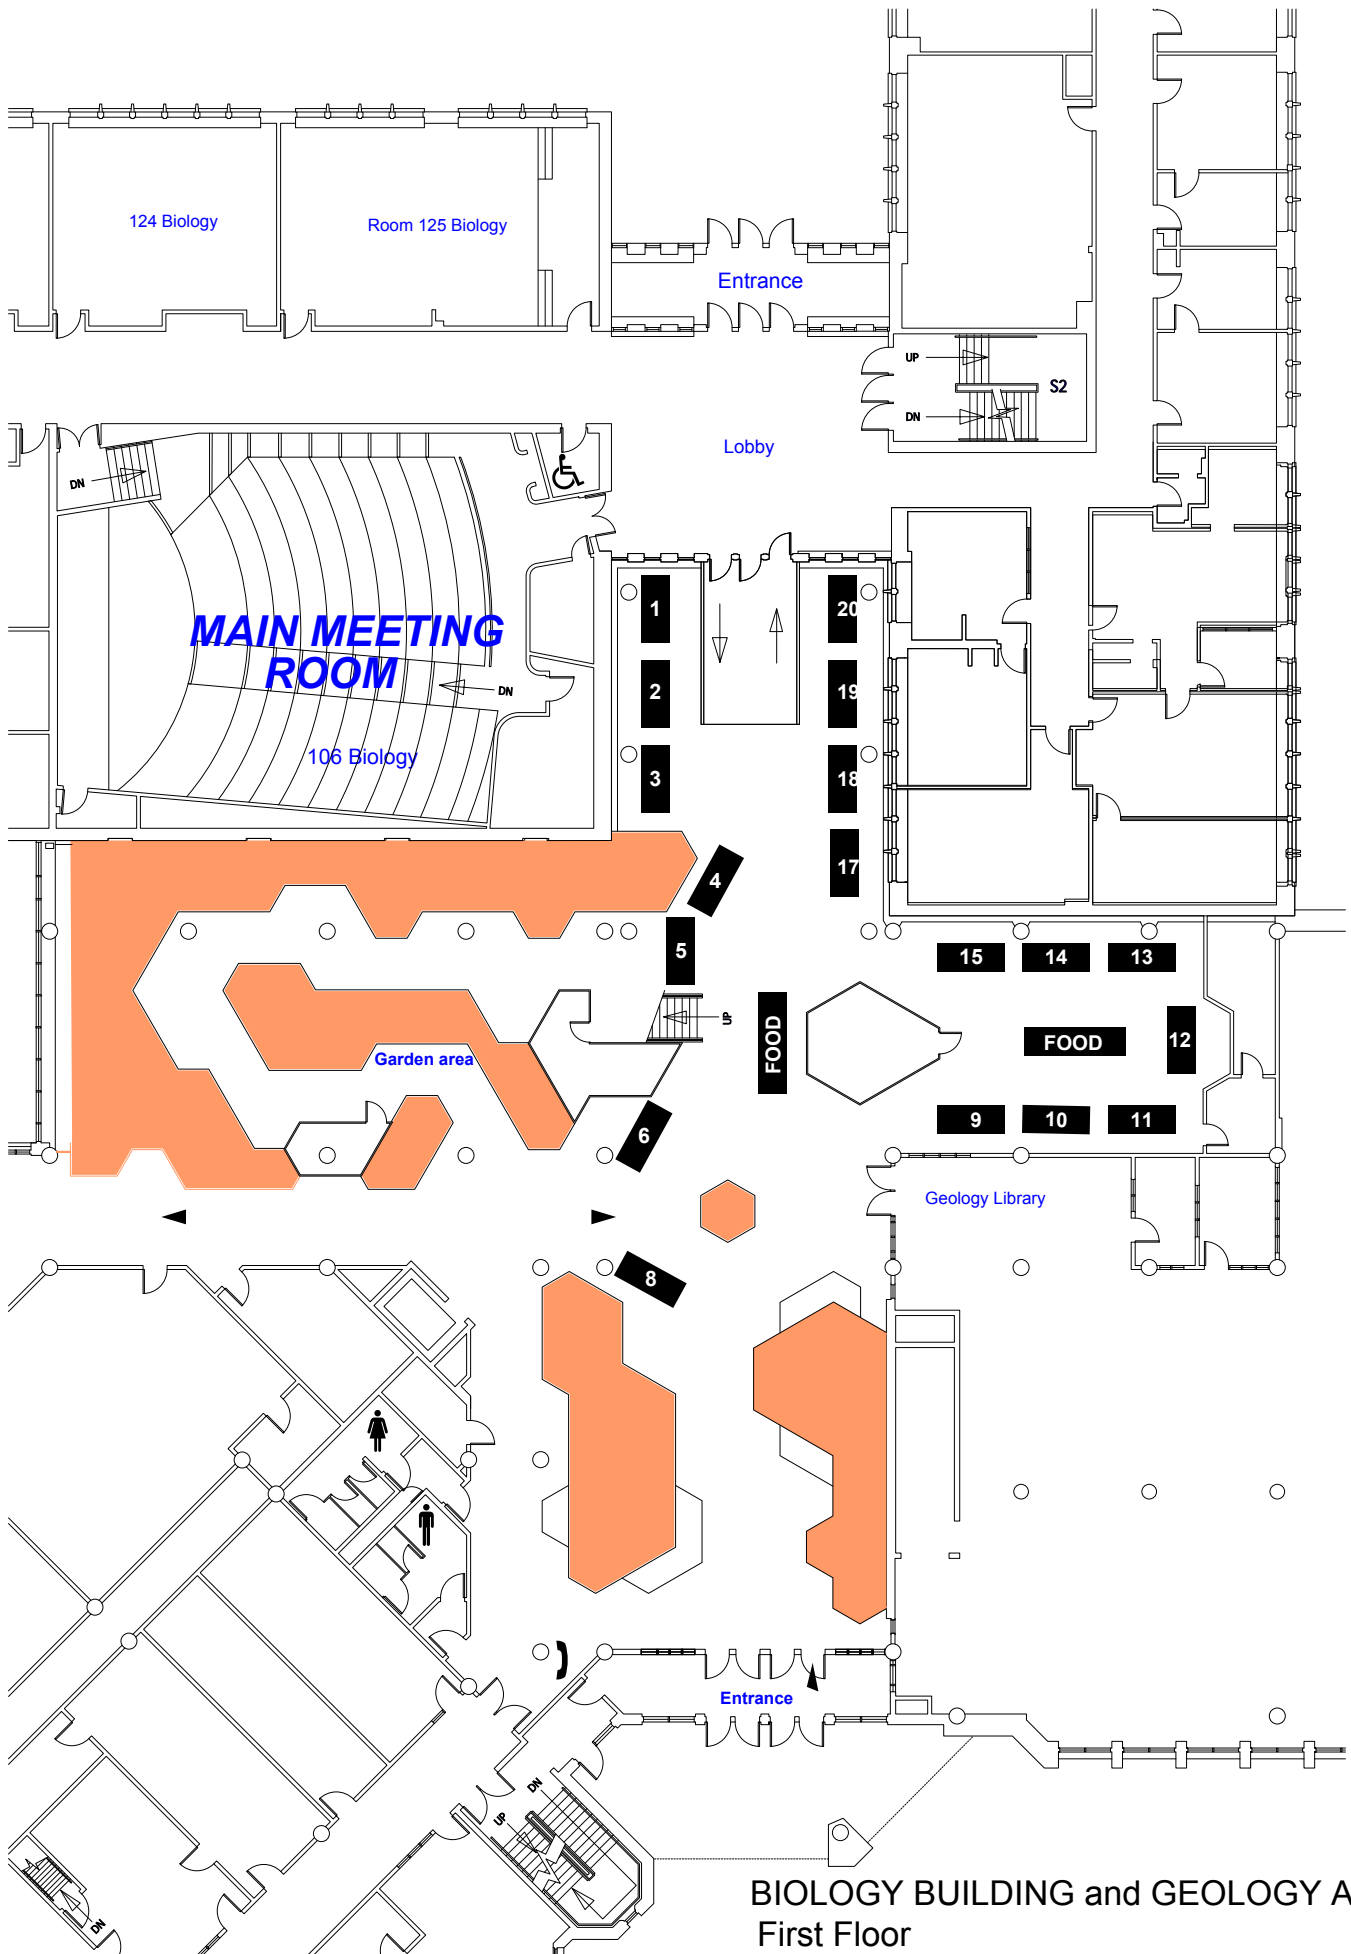 124 Biology
Room 125 Biology
Entrance
UP
S2
DN
Lobby
DN
1
20
MAIN MEETING
ROOM
2
19
DN
106 Biology
3
18
17
4
5
15
14
13
UP
FOOD
FOOD
12
Garden area
9
10
11
6
Geology Library
8
Entrance
DN
UP
DN
BIOLOGY BUILDING and GEOLOGY A
First Floor